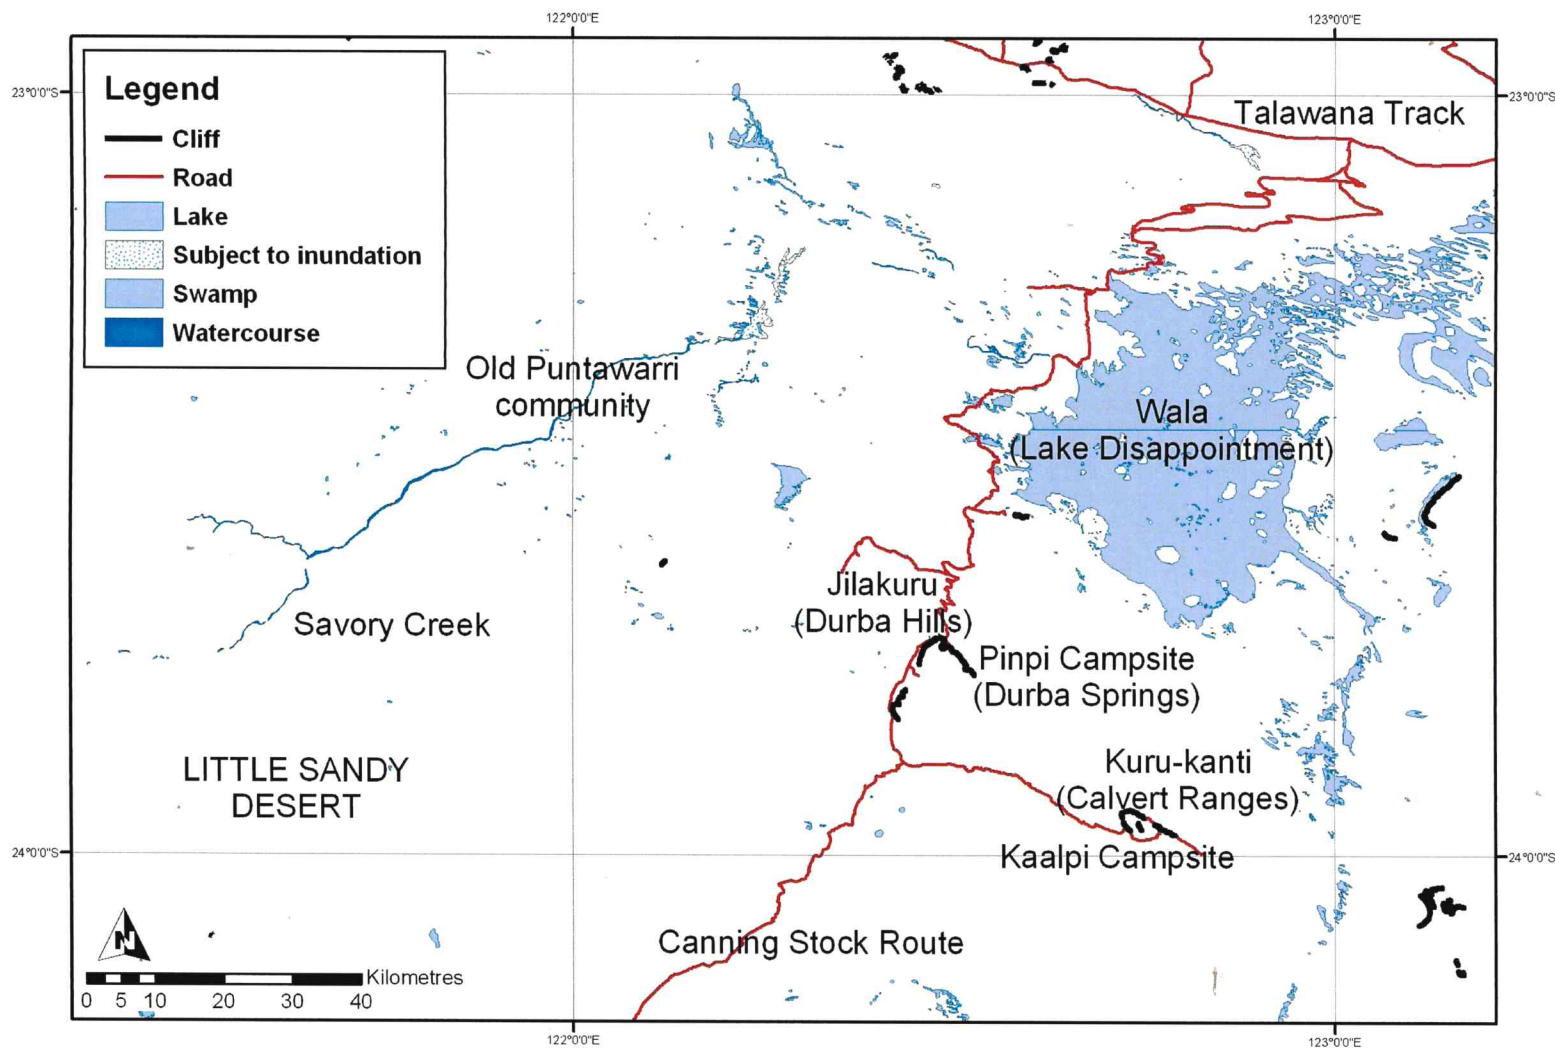 122°0'0"E
123°0'0"E
23°0'0"S
23°0'0"S
Legend
Cliff
Road
Lake
Subject to inundation
Swamp
Watercourse
Talawana Track
Old Puntawarri
community
Wala
(Lake Disappointment)
Jilakuru
(Durba Hills)
Savory Creek
Pinpi Campsite
(Durba Springs)
LITTLE SANDY
DESERT
Kuru-kanti
(Calvert Ranges)
Kaalpi Campsite
24°0'0"S
24°0'0"S
N
Canning Stock Route
Kilometres
0 5 10 20 30 40
122°0'0"E
123°0'0"E